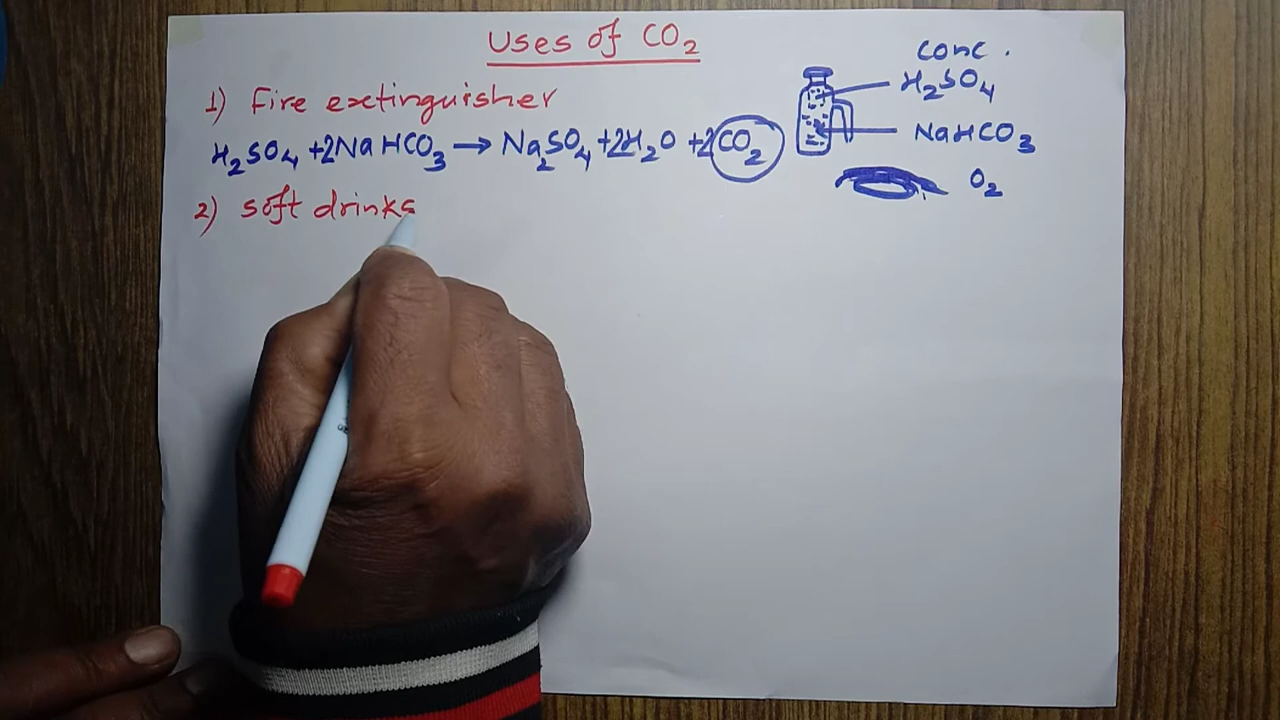 Uses of CO2
1) Fire extinguisher
H2SO4 + 2NaHCO3 → Na2SO4 + 2H2O + 2CO2
2) soft drinks
conc.
H2SO4
NaHCO3
O2